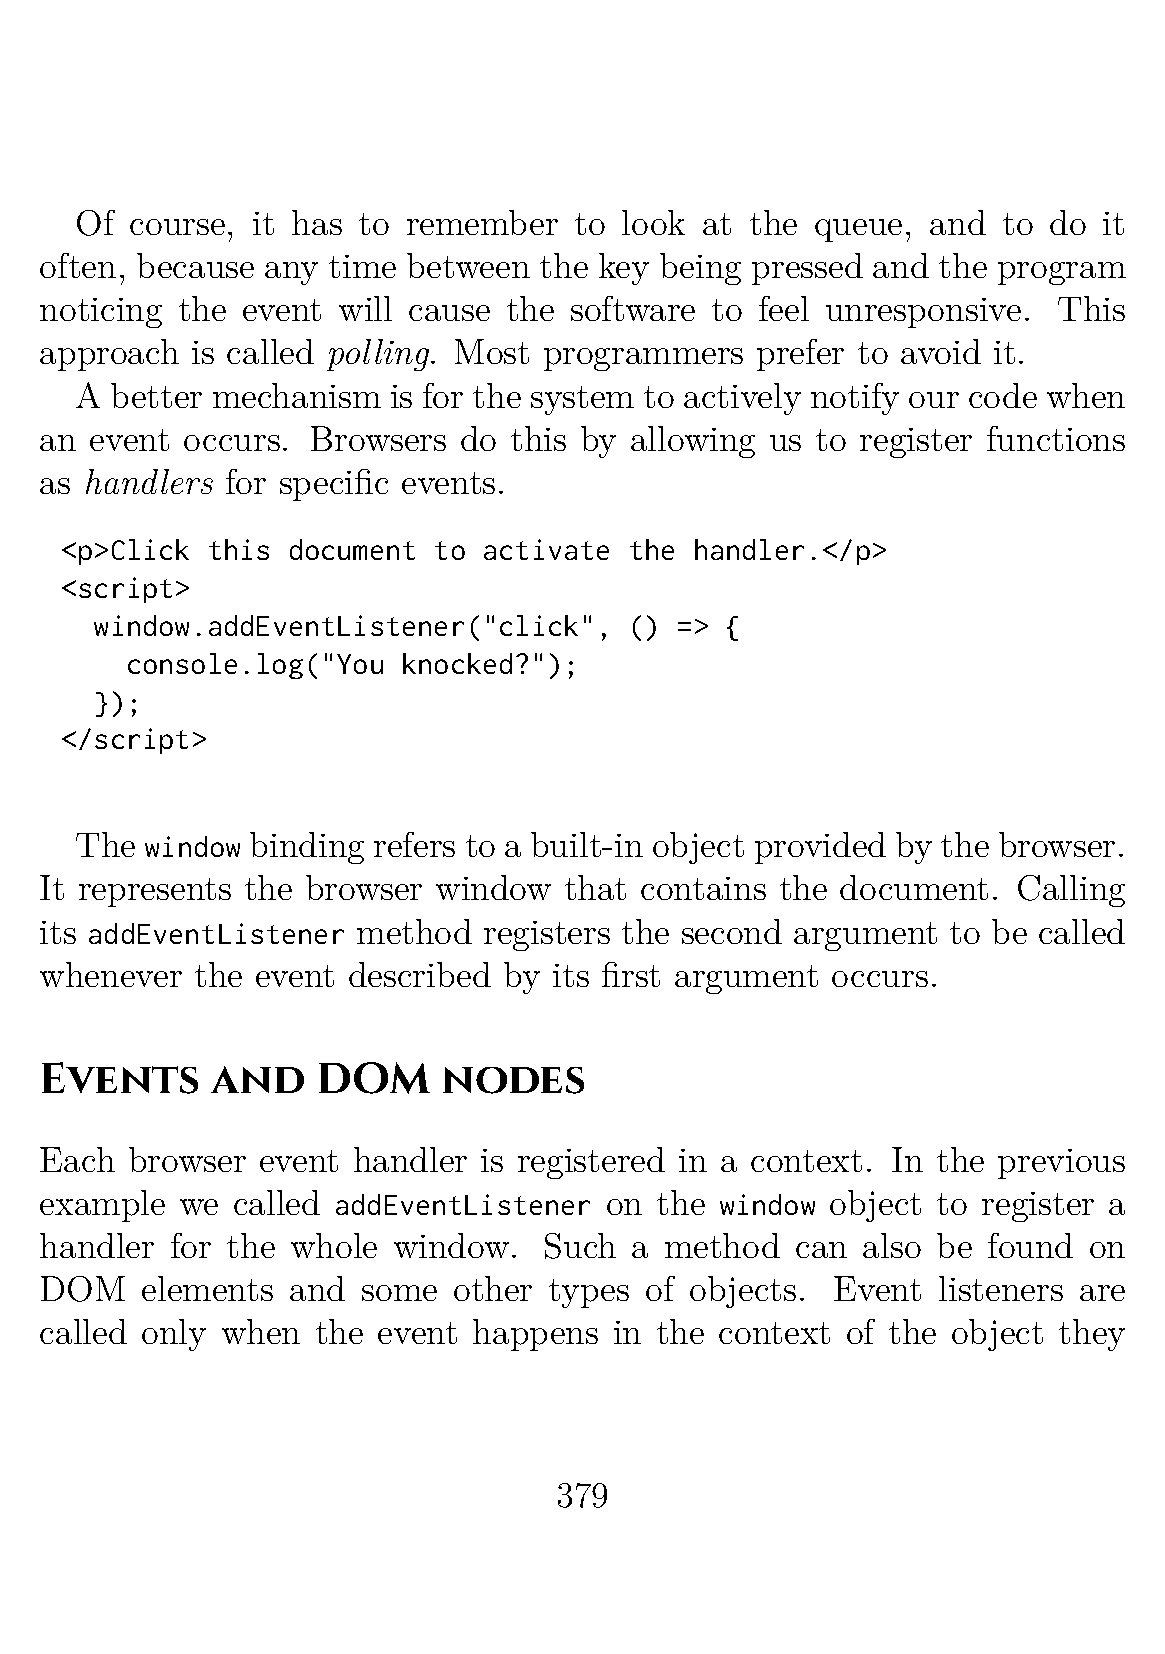 Of course, it has to remember to look at the queue, and to do it
often, because any time between the key being pressed and the program
noticing the event will cause the software to feel unresponsive. This
approach is called polling. Most programmers prefer to avoid it.
A better mechanism is for the system to actively notify our code when
an event occurs. Browsers do this by allowing us to register functions
as handlers for specific events.
<p>Click this document to activate the handler.</p>
<script>
  window.addEventListener("click", () => {
    console.log("You knocked?");
  });
</script>
The window binding refers to a built-in object provided by the browser.
It represents the browser window that contains the document. Calling
its addEventListener method registers the second argument to be called
whenever the event described by its first argument occurs.
Events and DOM nodes
Each browser event handler is registered in a context. In the previous
example we called addEventListener on the window object to register a
handler for the whole window. Such a method can also be found on
DOM elements and some other types of objects. Event listeners are
called only when the event happens in the context of the object they
379